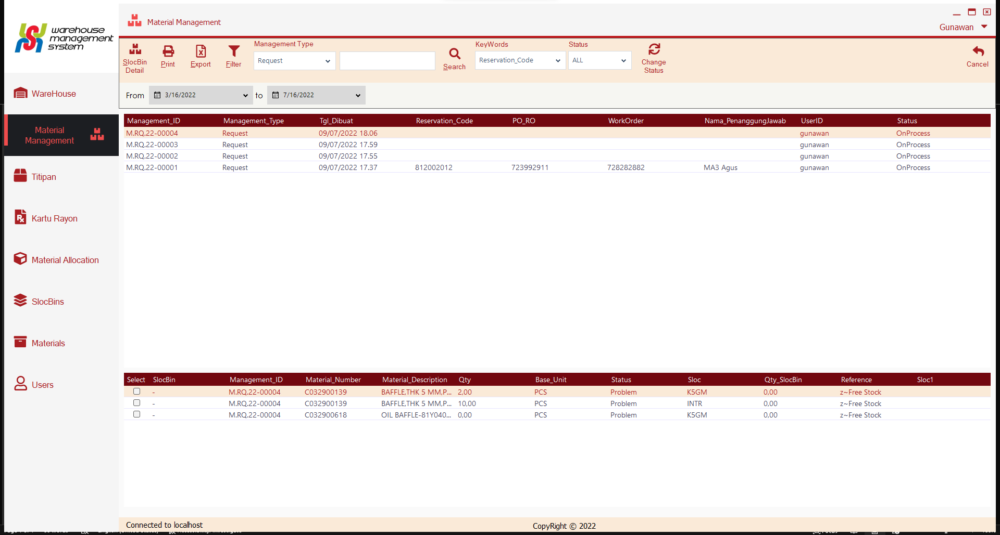 warehouse
management
system
Material Management
Gunawan
SlocBin
Detail
Print
Export
Filter
Management Type
Request
Search
KeyWords
Reservation_Code
Status
ALL
Change
Status
Cancel
From 3/16/2022 to 7/16/2022
WareHouse
Material
Management
Titipan
Kartu Rayon
Material Allocation
SlocBins
Materials
Users
Management_ID Management_Type Tgl_Dibuat Reservation_Code PO_RO WorkOrder Nama_PenanggungJawab UserID Status
M.RQ.22-00004 Request 09/07/2022 18.06 gunawan OnProcess
M.RQ.22-00003 Request 09/07/2022 17.59 gunawan OnProcess
M.RQ.22-00002 Request 09/07/2022 17.55 gunawan OnProcess
M.RQ.22-00001 Request 09/07/2022 17.37 812002012 723992911 728282882 MA3 Agus gunawan OnProcess
Select SlocBin Management_ID Material_Number Material_Description Qty Base_Unit Status Sloc Qty_SlocBin Reference Sloc1
- M.RQ.22-00004 C032900139 BAFFLE,THK 5 MM,P... 2,00 PCS Problem K5GM 0,00 z~Free Stock
- M.RQ.22-00004 C032900139 BAFFLE,THK 5 MM,P... 10,00 PCS Problem INTR 0,00 z~Free Stock
- M.RQ.22-00004 C032900618 OIL BAFFLE-81Y040... 0,00 PCS Problem K5GM 0,00 z~Free Stock
Connected to localhost
CopyRight © 2022